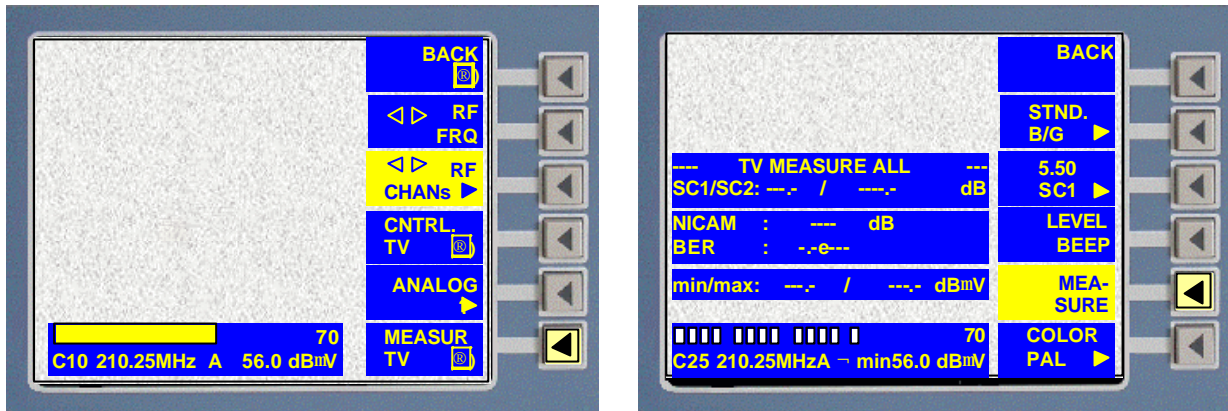 BACK
®
◁ ▷ RF
FRQ
◁ ▷ RF
CHANs ▶
CNTRL.
TV ®
ANALOG
▶
70
C10 210.25MHz A 56.0 dBmV
MEASUR
TV ®
BACK
STND.
B/G ▶
---- TV MEASURE ALL ---
SC1/SC2: ---.- / ----.- dB
5.50
SC1 ▶
NICAM : ---- dB
BER : -.-e---
LEVEL
BEEP
min/max: ---.- / ---.- dBmV
MEA-
SURE
70
C25 210.25MHzA ¬ min56.0 dBmV
COLOR
PAL ▶